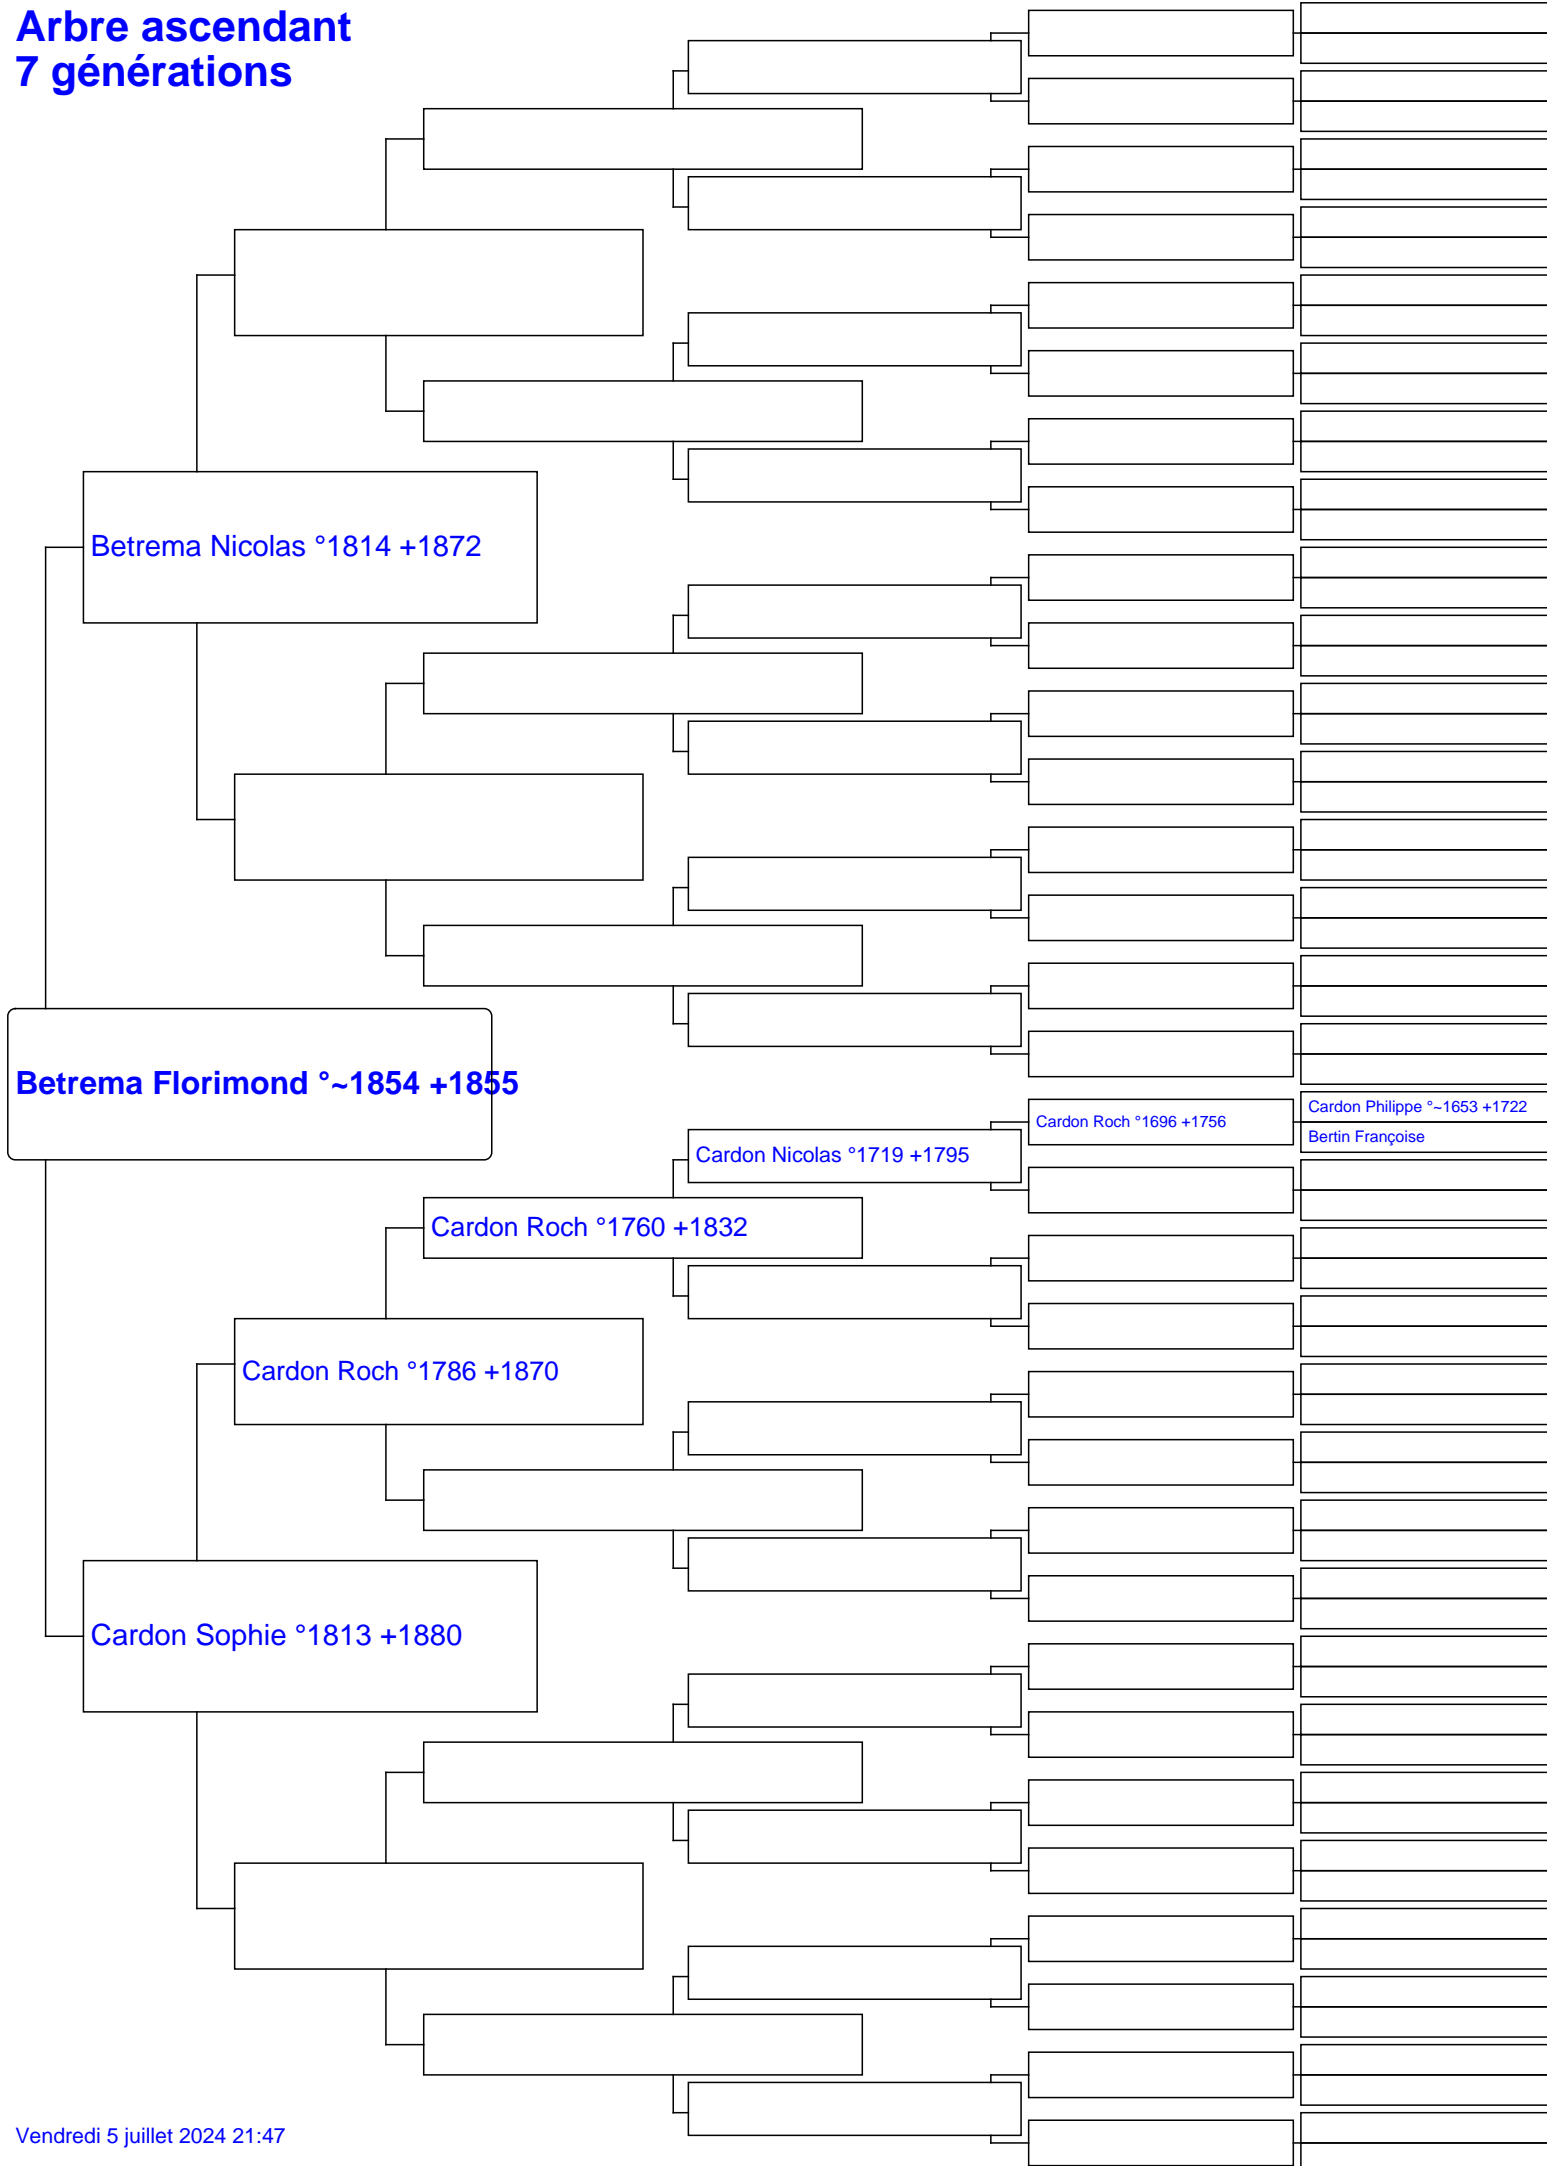 Arbre ascendant
7 générations
Betrema Nicolas °1814 +1872
Betrema Florimond °~1854 +1855
Cardon Philippe °~1653 +1722
Cardon Roch °1696 +1756
Bertin Françoise
Cardon Nicolas °1719 +1795
Cardon Roch °1760 +1832
Cardon Roch °1786 +1870
Cardon Sophie °1813 +1880
Vendredi 5 juillet 2024 21:47